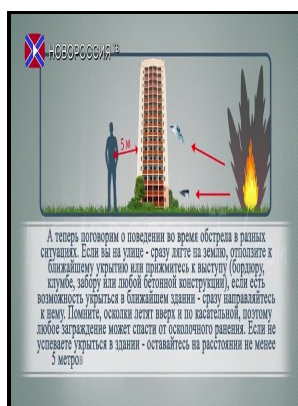 НОВОРОССИЯ ТВ
5 м
А теперь поговорим о поведении во время обстрела в разных
ситуациях. Если вы на улице - сразу лягте на землю, отползите к
ближайшему укрытию или прижмитесь к выступу (бордюру,
клумбе, забору или любой бетонной конструкции), если есть
возможность укрыться в ближайшем здании - сразу направляйтесь
к нему. Помните, осколки летят вверх и по касательной, поэтому
любое заграждение может спасти от осколочного ранения. Если не
успеваете укрыться в здании - оставайтесь на расстоянии не менее
5 метров